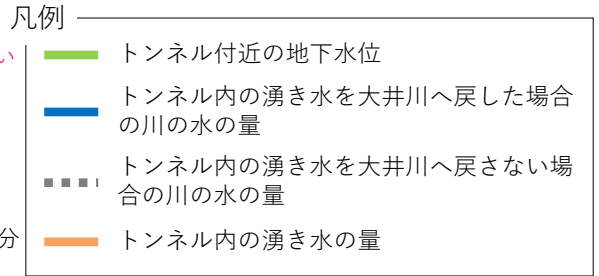 凡例
い
トンネル付近の地下水位
トンネル内の湧き水を大井川へ戻した場合
の川の水の量
トンネル内の湧き水を大井川へ戻さない場
合の川の水の量
分
トンネル内の湧き水の量